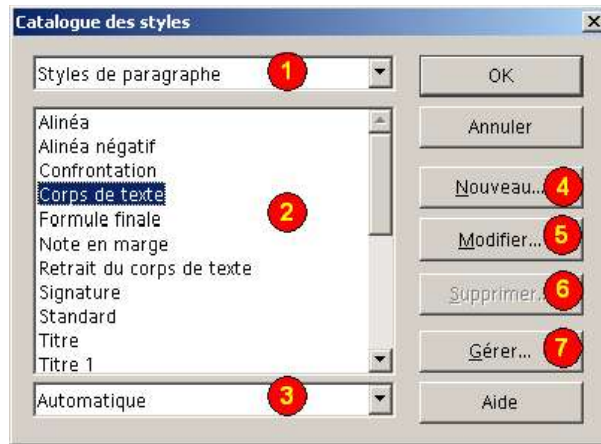 Catalogue des styles
Styles de paragraphe 1
OK
Alinéa
Alinéa négatif
Confrontation
Corps de texte
Formule finale
Note en marge
Retrait du corps de texte
Signature
Standard
Titre
Titre 1
2
Automatique 3
Annuler
Nouveau... 4
Modifier... 5
Supprimer... 6
Gérer... 7
Aide